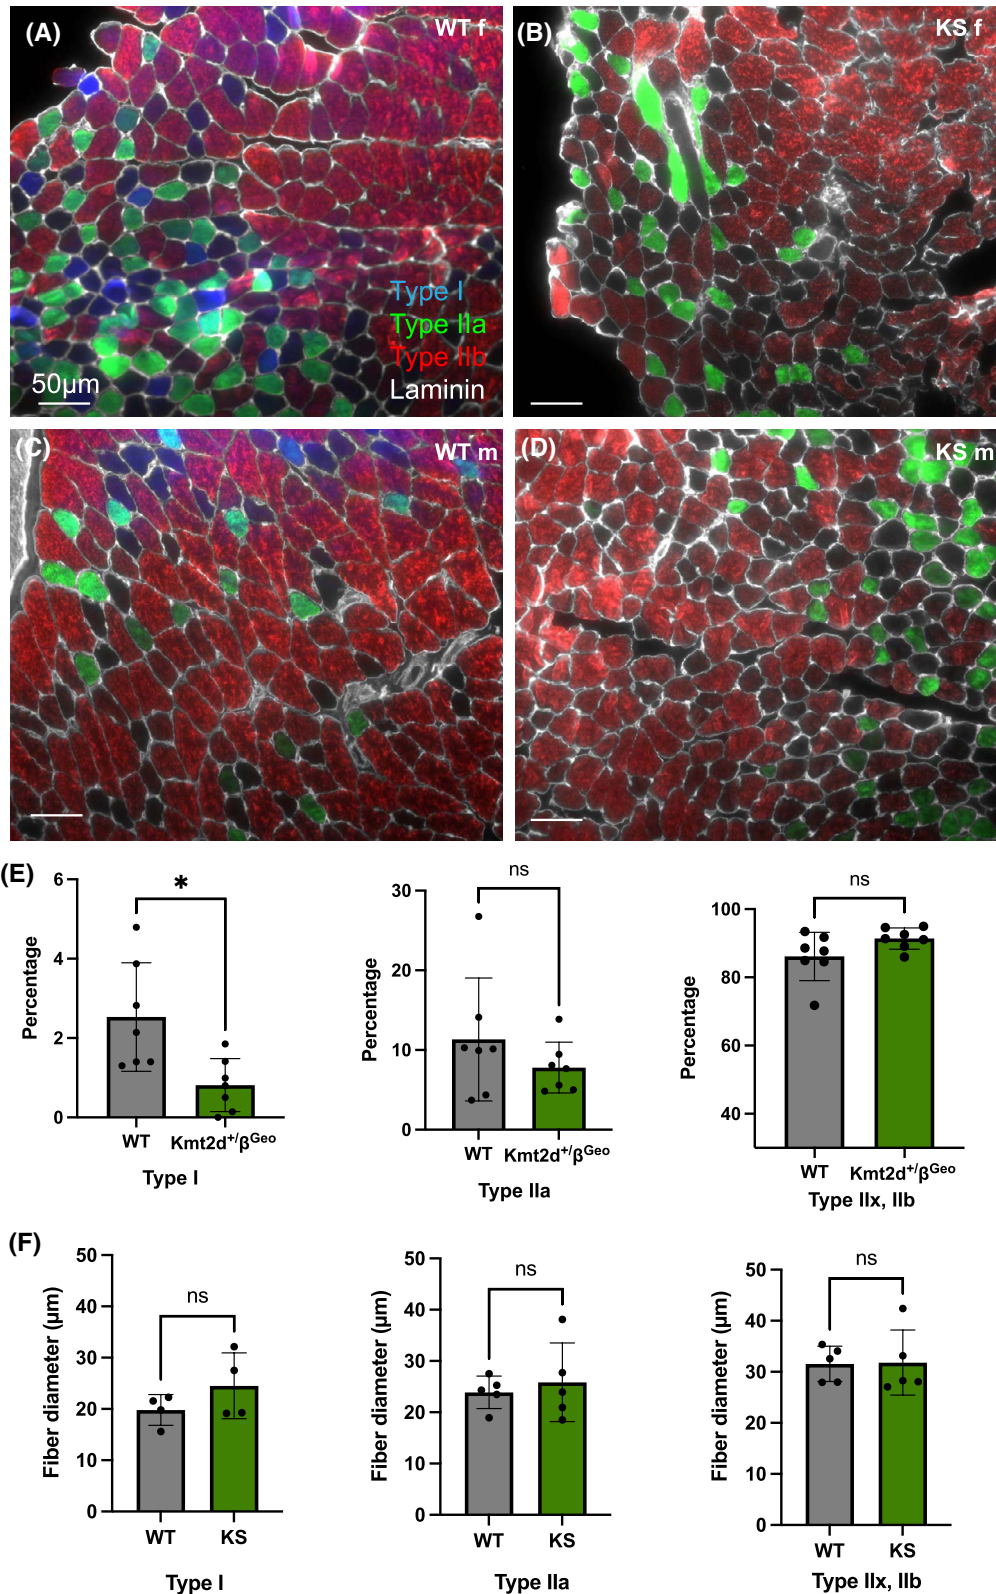 (A) WT f
Type I
Type IIa
Type IIb
Laminin
50µm
(B) KS f
(C) WT m
(D) KS m
(E)
Percentage
6
4
2
0
*
WT Kmt2d+/βGeo
Type I
Percentage
30
20
10
0
ns
WT Kmt2d+/βGeo
Type IIa
Percentage
100
80
60
40
ns
WT Kmt2d+/βGeo
Type IIx, IIb
(F)
Fiber diameter (µm)
50
40
30
20
10
0
ns
WT KS
Type I
Fiber diameter (µm)
50
40
30
20
10
0
ns
WT KS
Type IIa
Fiber diameter (µm)
50
40
30
20
10
0
ns
WT KS
Type IIx, IIb